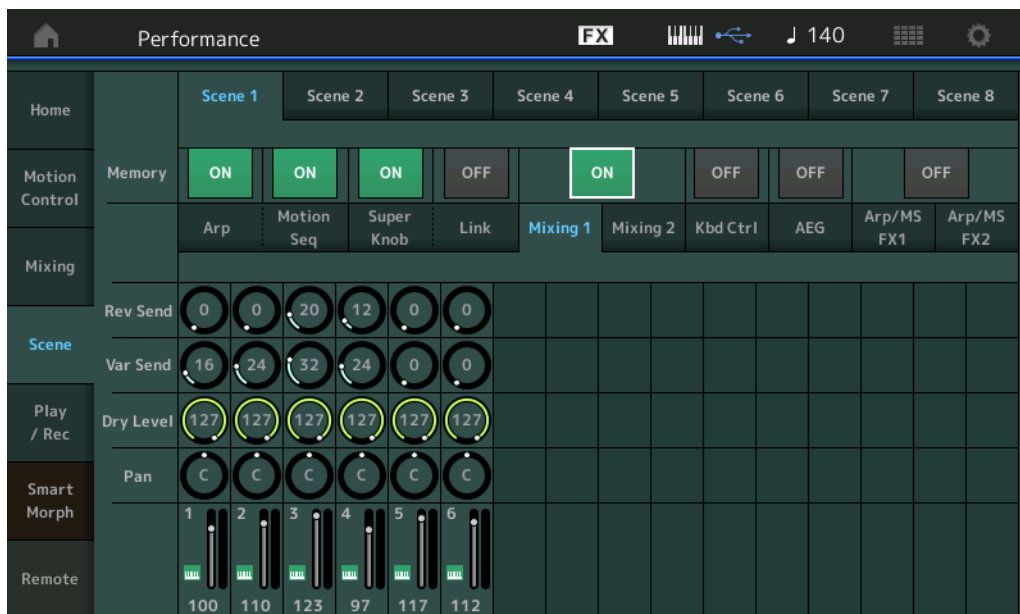 Performance
FX
140
Home
Motion
Control
Mixing
Scene
Play
/ Rec
Smart
Morph
Remote
Scene 1 Scene 2 Scene 3 Scene 4 Scene 5 Scene 6 Scene 7 Scene 8
Memory ON ON ON OFF ON OFF OFF OFF
Arp Motion Seq Super Knob Link Mixing 1 Mixing 2 Kbd Ctrl AEG Arp/MS FX1 Arp/MS FX2
Rev Send 0 0 20 12 0 0
Var Send 16 24 32 24 0 0
Dry Level 127 127 127 127 127 127
Pan C C C C C C
1 2 3 4 5 6
100 110 123 97 117 112